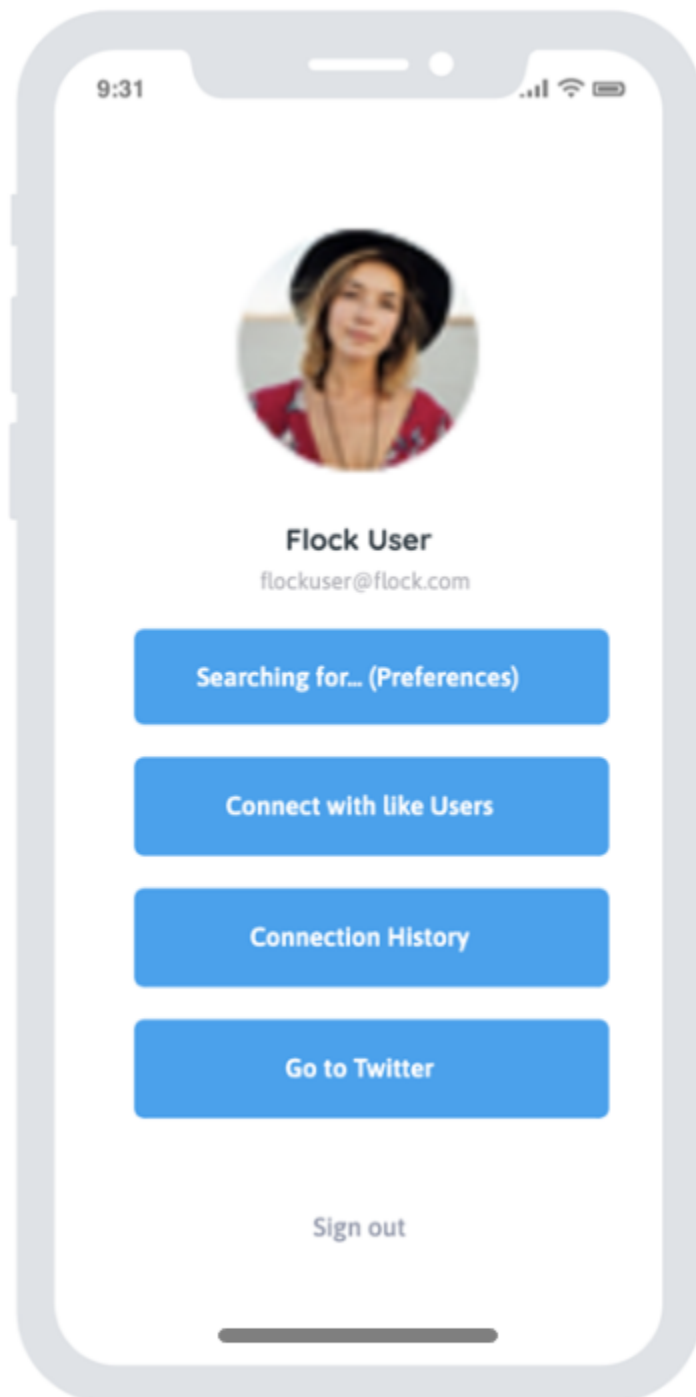 9:31
Flock User
flockuser@flock.com
Searching for... (Preferences)
Connect with like Users
Connection History
Go to Twitter
Sign out